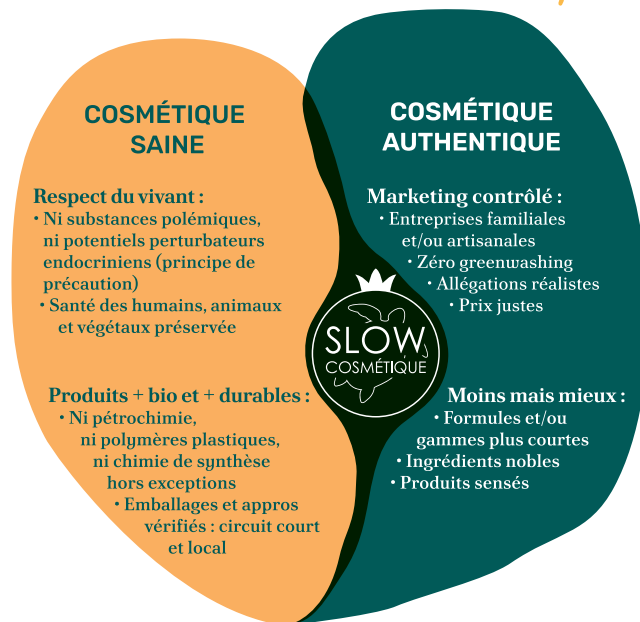 COSMÉTIQUE
SAINE
Respect du vivant :
• Ni substances polémiques,
ni potentiels perturbateurs
endocriniens (principe de
précaution)
• Santé des humains, animaux
et végétaux préservée
Produits + bio et + durables :
• Ni pétrochimie,
ni polymères plastiques,
ni chimie de synthèse
hors exceptions
• Emballages et appros
vérifiés : circuit court
et local
SLOW
COSMÉTIQUE
COSMÉTIQUE
AUTHENTIQUE
Marketing contrôlé :
• Entreprises familiales
et/ou artisanales
• Zéro greenwashing
• Allégations réalistes
• Prix justes
Moins mais mieux :
• Formules et/ou
gammes plus courtes
• Ingrédients nobles
• Produits sensés